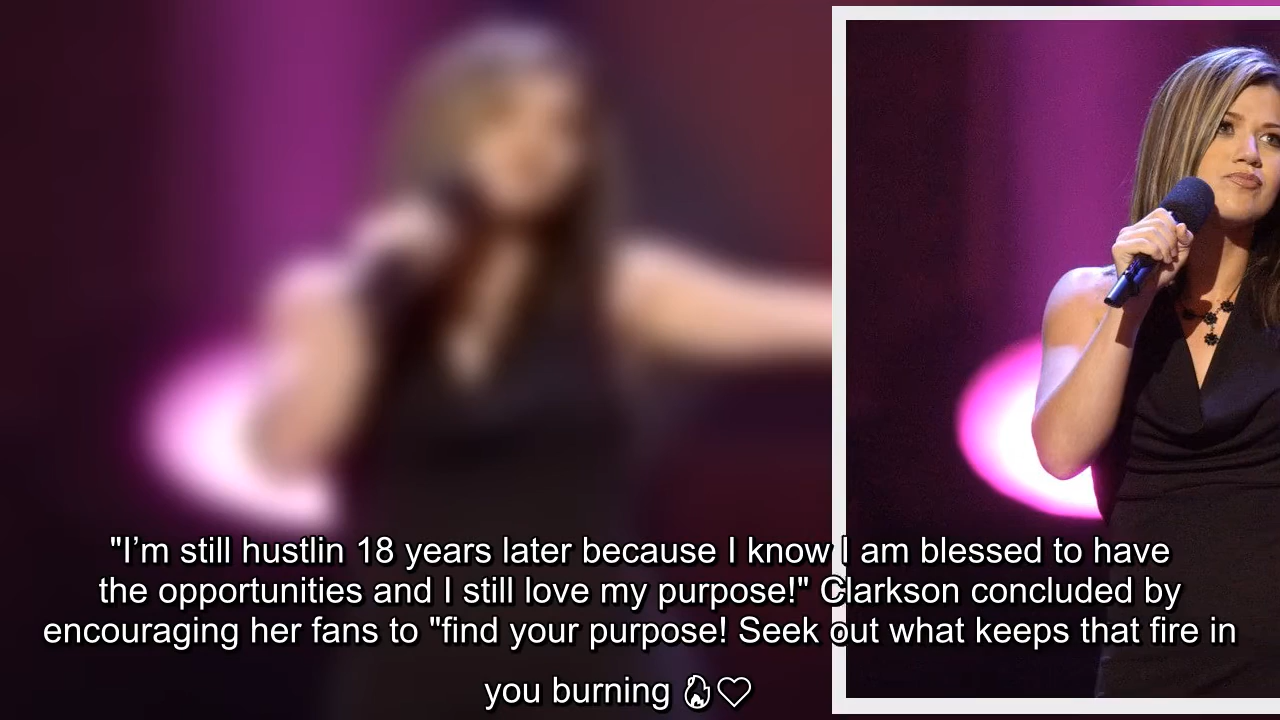 "I’m still hustlin 18 years later because I know I am blessed to have
the opportunities and I still love my purpose!" Clarkson concluded by
encouraging her fans to "find your purpose! Seek out what keeps that fire in
you burning 🔥♡